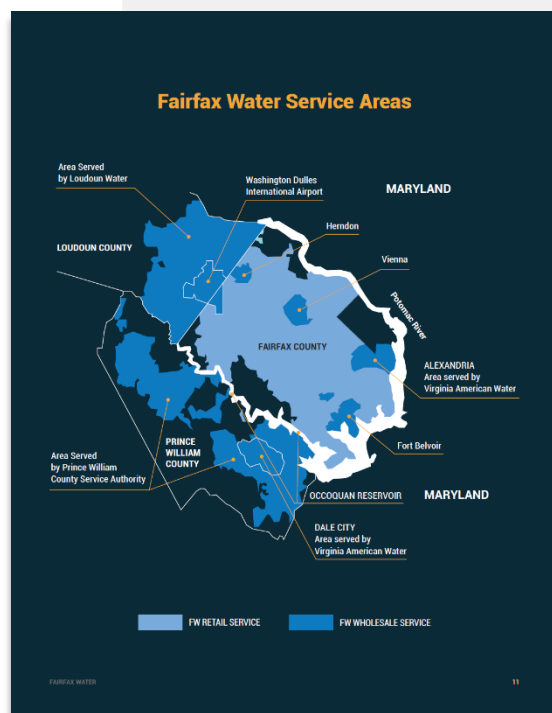 Fairfax Water Service Areas
Area Served
by Loudoun Water
Washington Dulles
International Airport
MARYLAND
Herndon
LOUDOUN COUNTY
Vienna
Potomac River
FAIRFAX COUNTY
ALEXANDRIA
Area served by
Virginia American Water
Fort Belvoir
PRINCE
WILLIAM
COUNTY
Area Served
by Prince William
County Service Authority
OCCOQUAN RESERVOIR
MARYLAND
DALE CITY
Area served by
Virginia American Water
FW RETAIL SERVICE
FW WHOLESALE SERVICE
FAIRFAX WATER
11